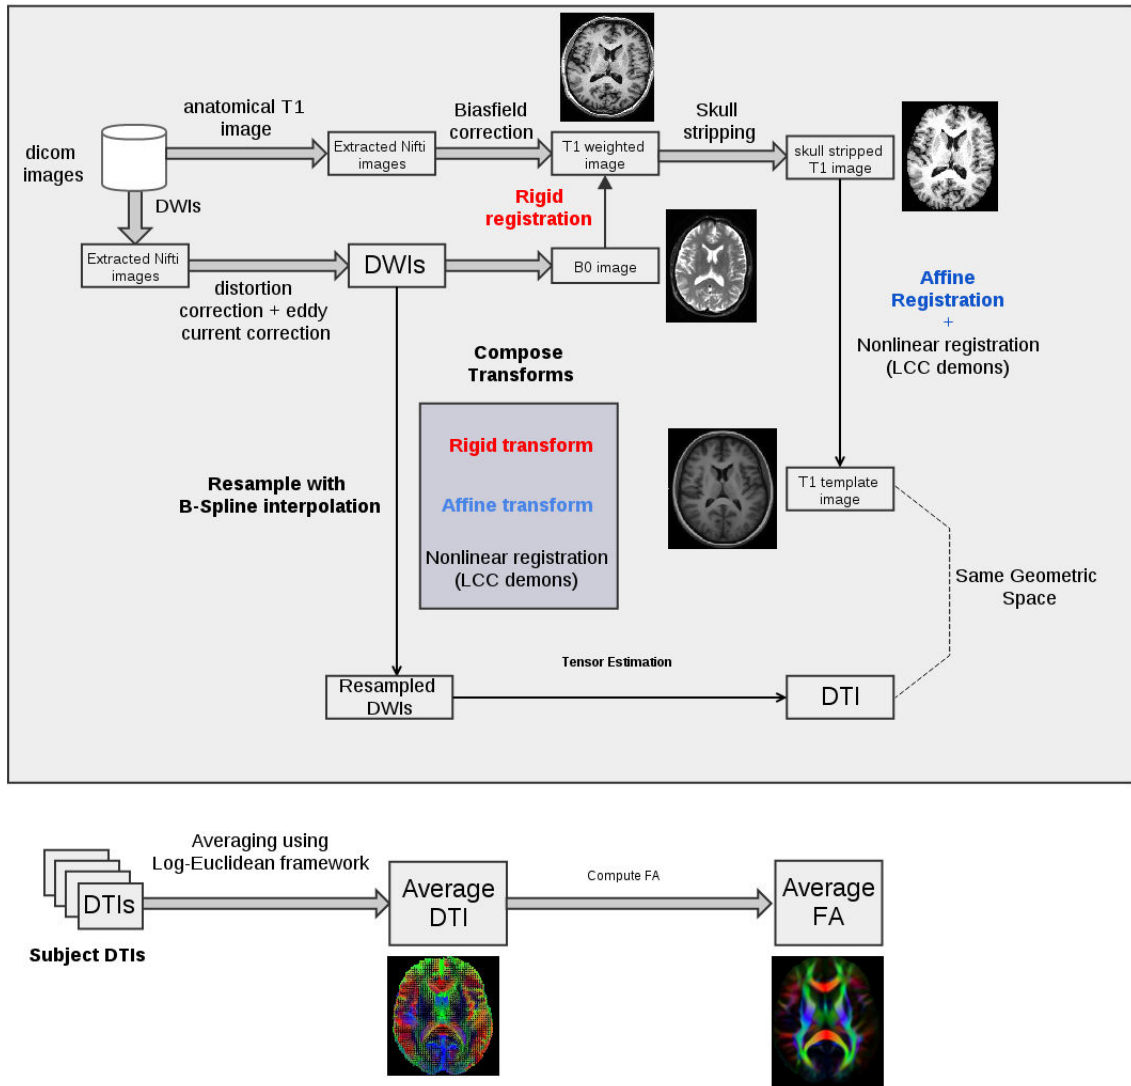 anatomical T1
image
Biasfield
correction
Skull
stripping
dicom
images
Extracted Nifti
images
T1 weighted
image
skull stripped
T1 image
DWIs
Rigid
registration
Extracted Nifti
images
DWIs
B0 image
distortion
correction + eddy
current correction
Affine
Registration
+
Nonlinear registration
(LCC demons)
Compose
Transforms
Rigid transform
Affine transform
Nonlinear registration
(LCC demons)
Resample with
B-Spline interpolation
T1 template
image
Same Geometric
Space
Tensor Estimation
Resampled
DWIs
DTI
Averaging using
Log-Euclidean framework
DTIs
Subject DTIs
Average
DTI
Compute FA
Average
FA